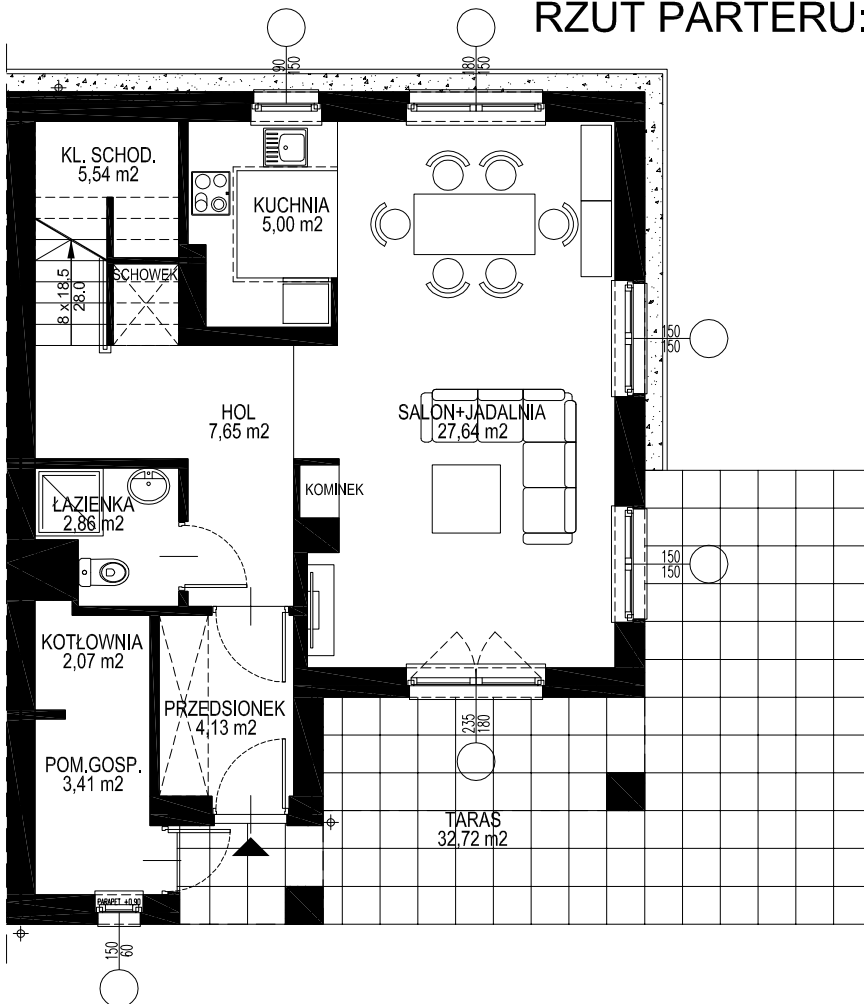 RZUT PARTERU:
90
150
180
150
KL. SCHOD.
5,54 m2
KUCHNIA
5,00 m2
SCHOWEK
8 x 18,5
28.0
150
150
HOL
7,65 m2
SALON+JADALNIA
27,64 m2
KOMINEK
ŁAZIENKA
2,86 m2
150
150
KOTŁOWNIA
2,07 m2
PRZEDSIONEK
4,13 m2
235
180
POM.GOSP.
3,41 m2
TARAS
32,72 m2
PARAPET +0.90
150
60